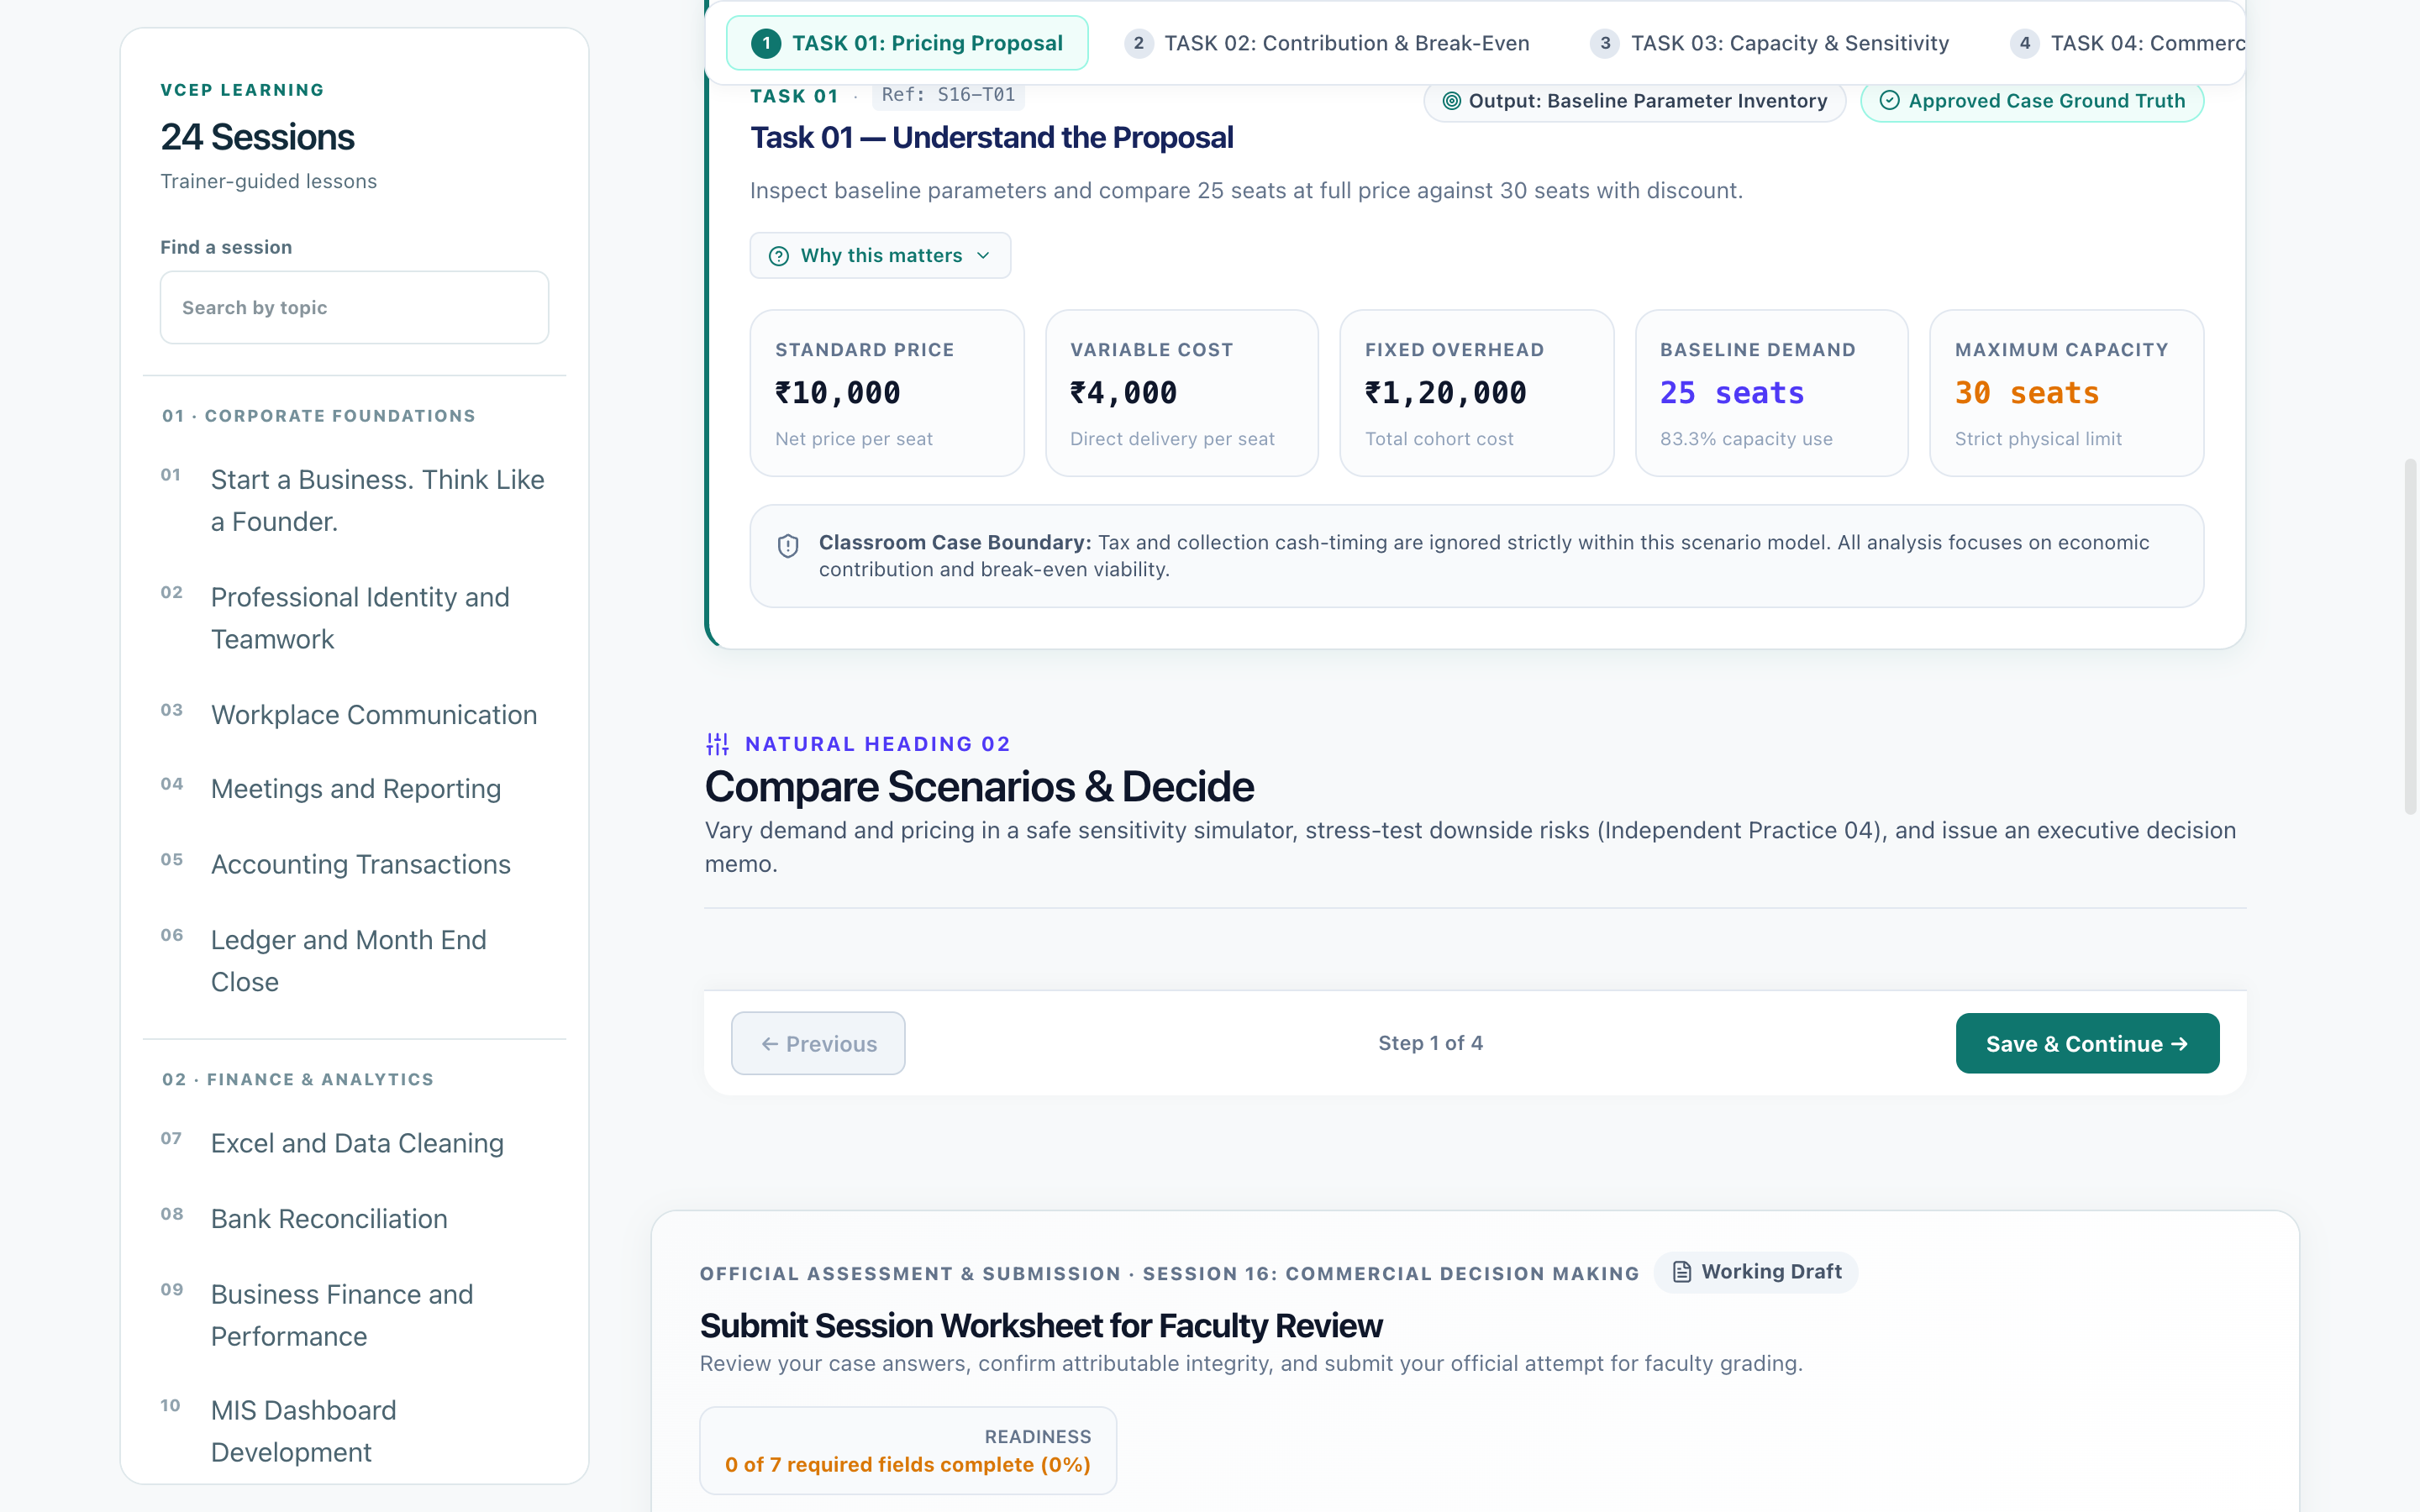 VCEP LEARNING
24 Sessions
Trainer-guided lessons
Find a session
Search by topic
01 · CORPORATE FOUNDATIONS
01 Start a Business. Think Like
a Founder.
02 Professional Identity and
Teamwork
03 Workplace Communication
04 Meetings and Reporting
05 Accounting Transactions
06 Ledger and Month End
Close
02 · FINANCE & ANALYTICS
07 Excel and Data Cleaning
08 Bank Reconciliation
09 Business Finance and
Performance
10 MIS Dashboard
Development
1 TASK 01: Pricing Proposal 2 TASK 02: Contribution & Break-Even 3 TASK 03: Capacity & Sensitivity 4 TASK 04: Commerc
TASK 01 · Ref: S16–T01 Output: Baseline Parameter Inventory Approved Case Ground Truth
Task 01 — Understand the Proposal
Inspect baseline parameters and compare 25 seats at full price against 30 seats with discount.
Why this matters
STANDARD PRICE
₹10,000
Net price per seat
VARIABLE COST
₹4,000
Direct delivery per seat
FIXED OVERHEAD
₹1,20,000
Total cohort cost
BASELINE DEMAND
25 seats
83.3% capacity use
MAXIMUM CAPACITY
30 seats
Strict physical limit
Classroom Case Boundary: Tax and collection cash-timing are ignored strictly within this scenario model. All analysis focuses on economic
contribution and break-even viability.
NATURAL HEADING 02
Compare Scenarios & Decide
Vary demand and pricing in a safe sensitivity simulator, stress-test downside risks (Independent Practice 04), and issue an executive decision
memo.
← Previous Step 1 of 4 Save & Continue →
OFFICIAL ASSESSMENT & SUBMISSION · SESSION 16: COMMERCIAL DECISION MAKING Working Draft
Submit Session Worksheet for Faculty Review
Review your case answers, confirm attributable integrity, and submit your official attempt for faculty grading.
READINESS
0 of 7 required fields complete (0%)